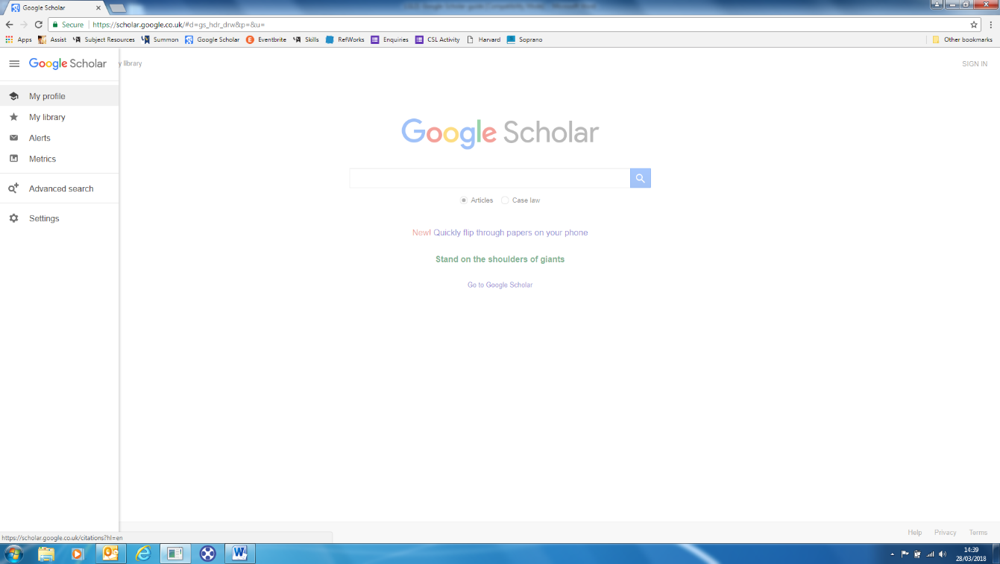 Google Scholar
Secure https://scholar.google.co.uk/#d=gs_hdr_drw&p=&u=
Apps Assist Subject Resources Summon Google Scholar Eventbrite Skills RefWorks Enquiries CSL Activity Harvard Soprano Other bookmarks
Google Scholar y library SIGN IN
My profile
My library
Alerts
Metrics
Advanced search
Settings
Google Scholar
Articles Case law
New! Quickly flip through papers on your phone
Stand on the shoulders of giants
Go to Google Scholar
Help Privacy Terms
https://scholar.google.co.uk/citations?hl=en
14:39
28/03/2018